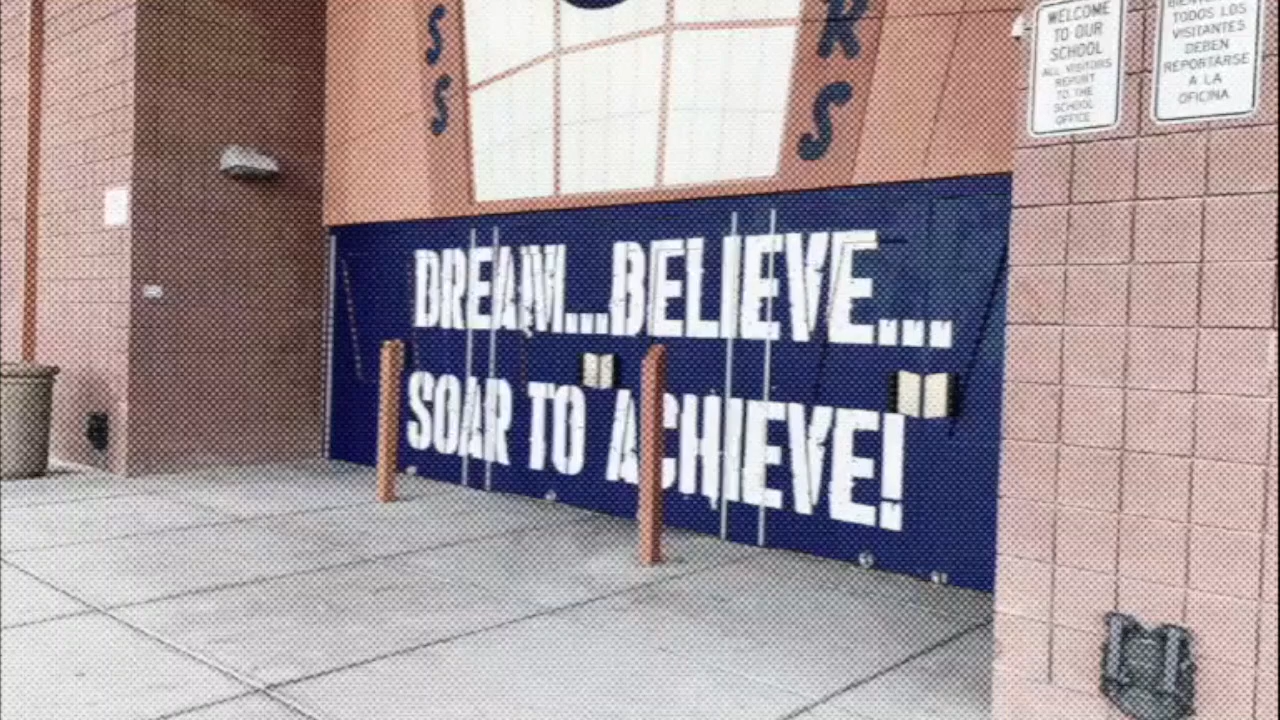 S
S
R
S
DREAM...BELIEVE...
SOAR TO ACHIEVE!
WELCOME
TO OUR
SCHOOL
ALL VISITORS
REPORT
TO THE
SCHOOL
OFFICE
TODOS LOS
VISITANTES
DEBEN
REPORTARSE
A LA
OFICINA